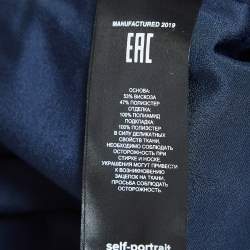 MANUFACTURED 2019
EAC
ОСНОВА:
53% ВИСКОЗА
47% ПОЛИЭСТЕР
ОТДЕЛКА:
100% ПОЛИАМИД
ПОДКЛАДКА
100% ПОЛИЭСТЕР
В СИЛУ ДЕЛИКАТНЫХ
СВОЙСТВ ТКАНИ,
НЕОБХОДИМО СОБЛЮДАТЬ
ОСТОРОЖНОСТЬ ПРИ
СТИРКЕ И НОСКЕ.
УКРАШЕНИЯ МОГУТ ПРИВЕСТИ
К ВОЗНИКНОВЕНИЮ
ЗАЦЕПОК НА ТКАНИ,
ПРОСЬБА СОБЛЮДАТЬ
ОСТОРОЖНОСТЬ.
self-portrait